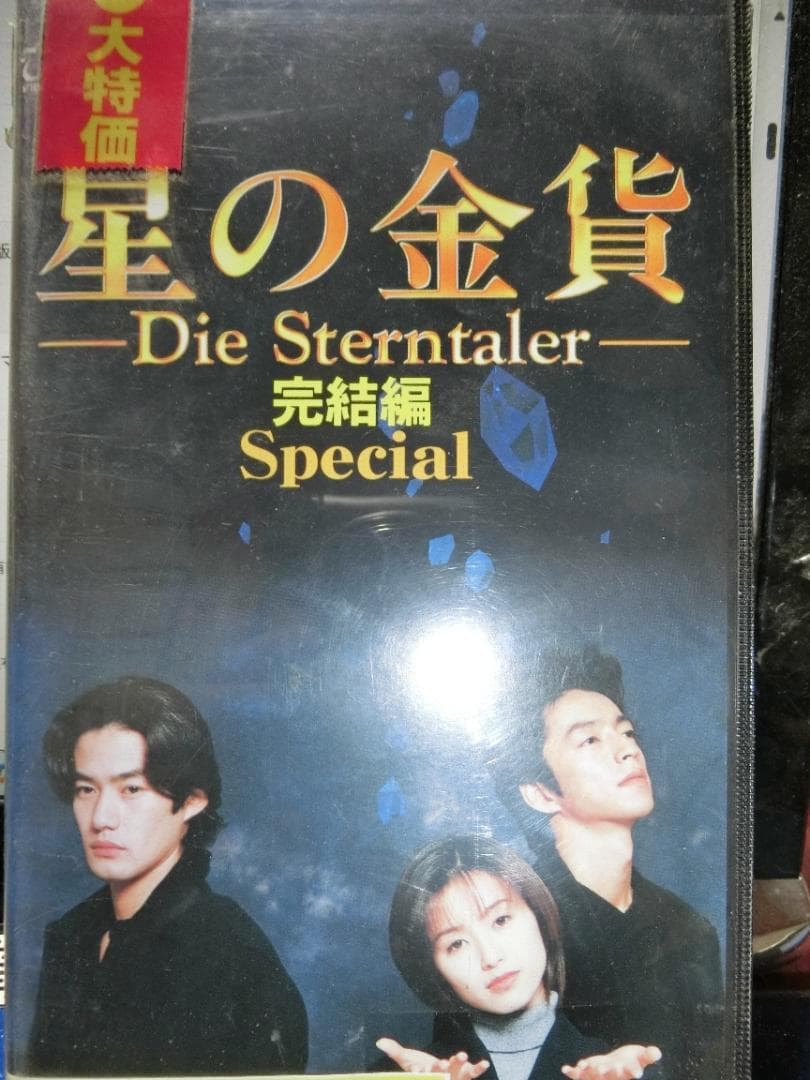 大特価
星の金貨
Die Sterntaler
完結編
Special